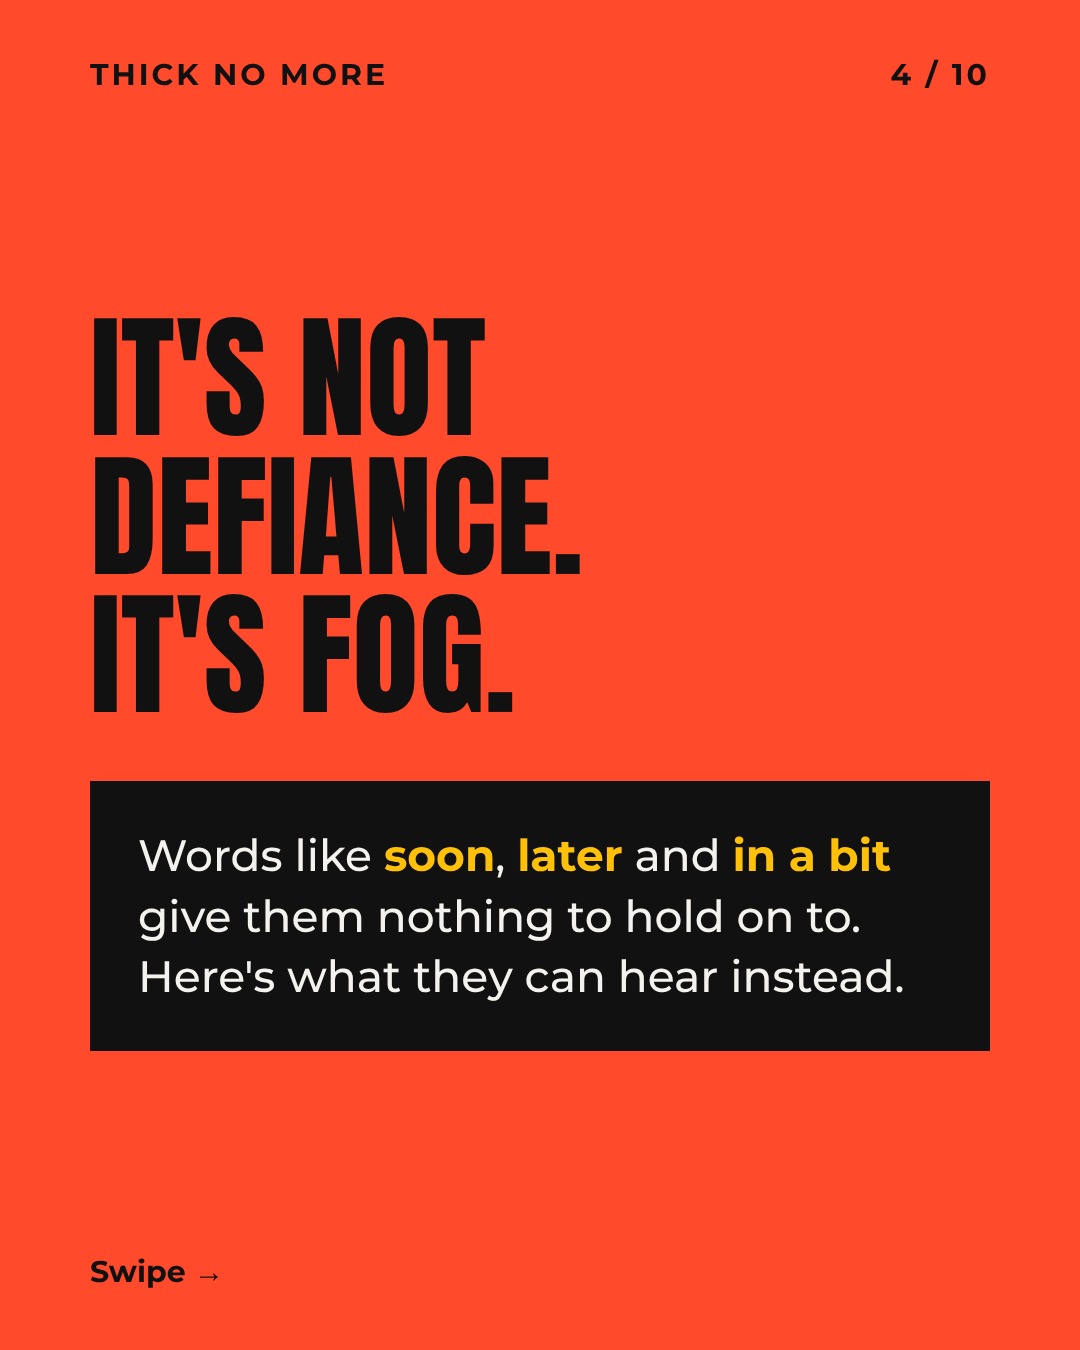 THICK NO MORE
4 / 10
IT'S NOT
DEFIANCE.
IT'S FOG.
Words like soon, later and in a bit
give them nothing to hold on to.
Here's what they can hear instead.
Swipe →